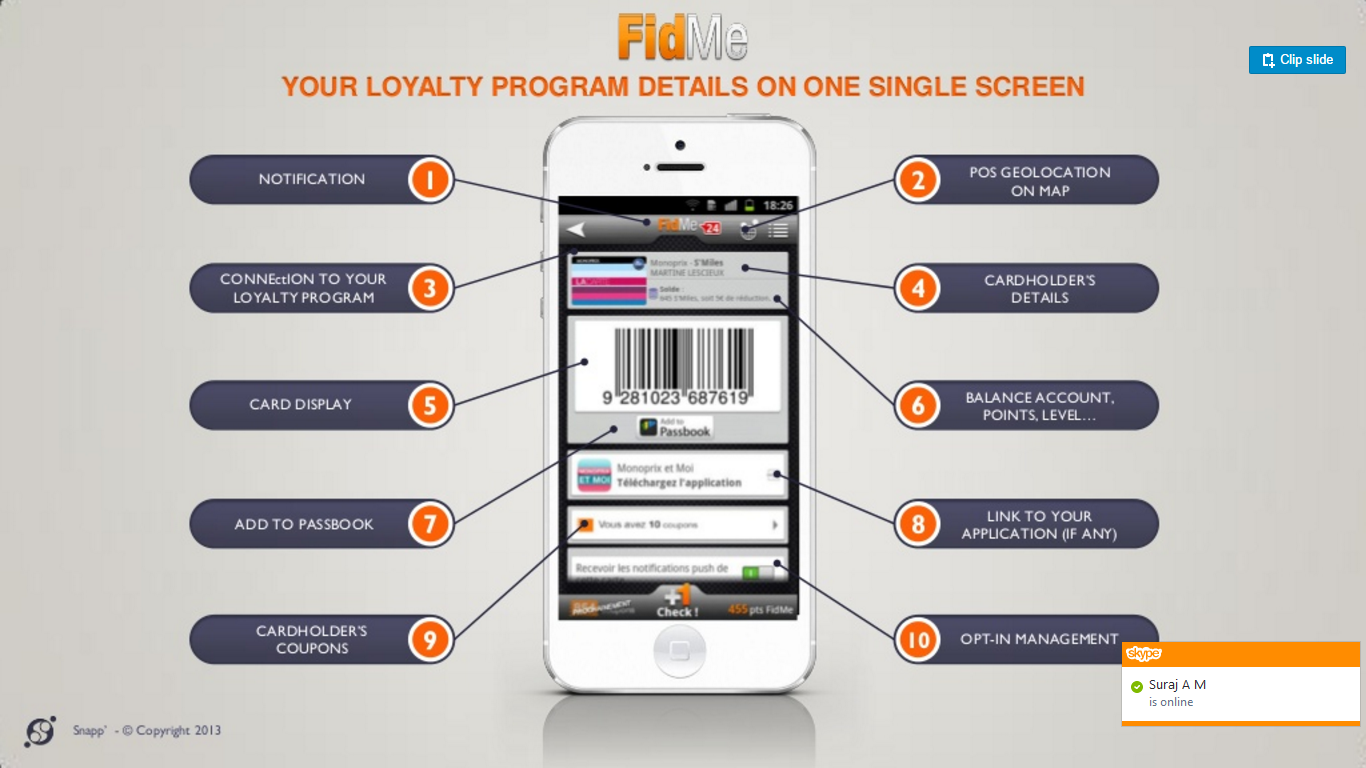 FidMe
Clip slide
YOUR LOYALTY PROGRAM DETAILS ON ONE SINGLE SCREEN
NOTIFICATION
1
2
POS GEOLOCATION
ON MAP
CONNEctION TO YOUR
LOYALTY PROGRAM
3
4
CARDHOLDER'S
DETAILS
CARD DISPLAY
5
6
BALANCE ACCOUNT,
POINTS, LEVEL...
ADD TO PASSBOOK
7
8
LINK TO YOUR
APPLICATION (IF ANY)
CARDHOLDER'S
COUPONS
9
10
OPT-IN MANAGEMENT
18:26
FidMe 24
MONOPRIX
Monoprix - S'Miles
MARTINE LESCIEUX
Solde :
645 S'Miles, soit 5€ de réduction.
9 281023 687619
Add to
Passbook
MONOPRIX
ET MOI
Monoprix et Moi
Téléchargez l'application
Vous avez 10 coupons
Recevoir les notifications push de
+1
Check !
455 pts FidMe
skype
Suraj A M
is online
Snapp' - © Copyright 2013